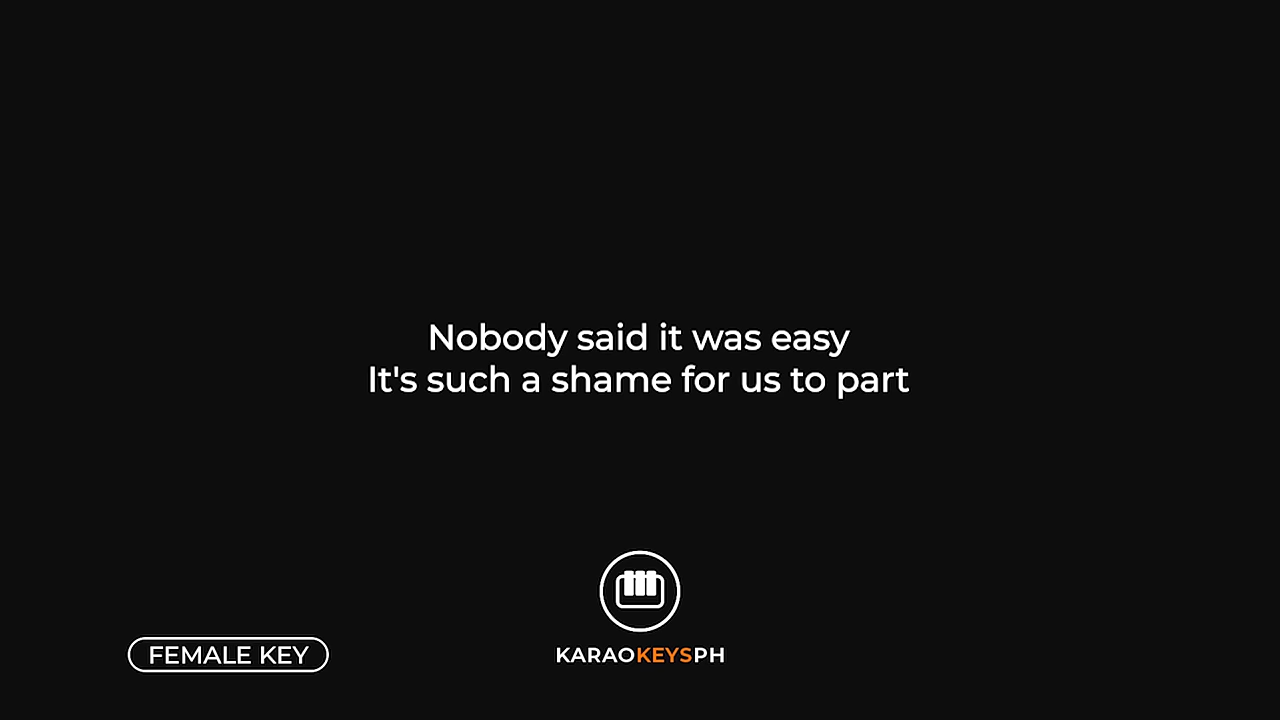 Nobody said it was easy
It's such a shame for us to part
FEMALE KEY
KARAOKEYSPH